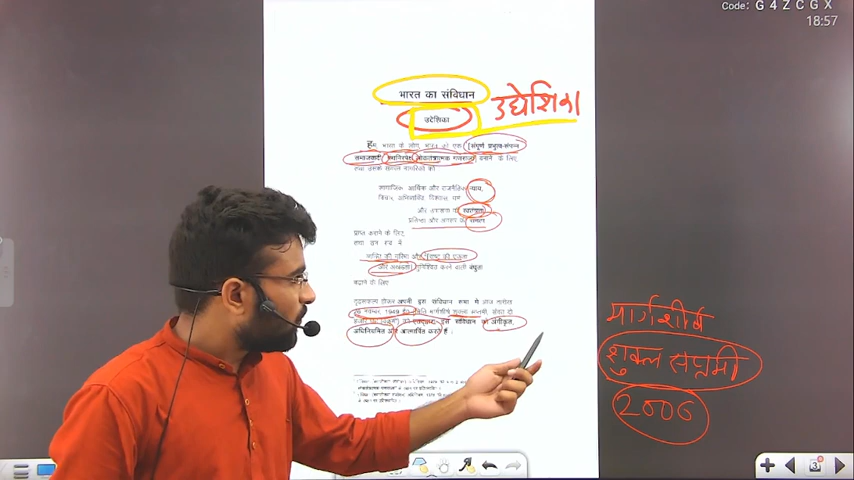 Code: G 4 Z C G X
18:57
भारत का संविधान
उद्देशिका
उद्येशिका
हम, भारत के लोग, भारत को एक [संपूर्ण प्रभुत्व-संपन्न
समाजवादी पंथनिरपेक्ष लोकतंत्रात्मक गणराज्य] बनाने के लिए,
तथा उसके समस्त नागरिकों को
सामाजिक, आर्थिक और राजनैतिक न्याय,
विचार, अभिव्यक्ति, विश्वास, धर्म
और उपासना की स्वतंत्रता,
प्रतिष्ठा और अवसर की समता
प्राप्त कराने के लिए,
तथा उन सब में
व्यक्ति की गरिमा और [राष्ट्र की एकता
और अखंडता] सुनिश्चित करने वाली बंधुता
बढ़ाने के लिए
दृढ़संकल्प होकर अपनी इस संविधान सभा में आज तारीख
26 नवम्बर, 1949 ई० (मिति मार्गशीर्ष शुक्ला सप्तमी, संवत् दो
हजार छह विक्रमी) को एतद्द्वारा इस संविधान को अंगीकृत,
अधिनियमित और आत्मार्पित करते हैं ।
मार्गशीर्ष
शुक्ल सप्तमी
2006
3